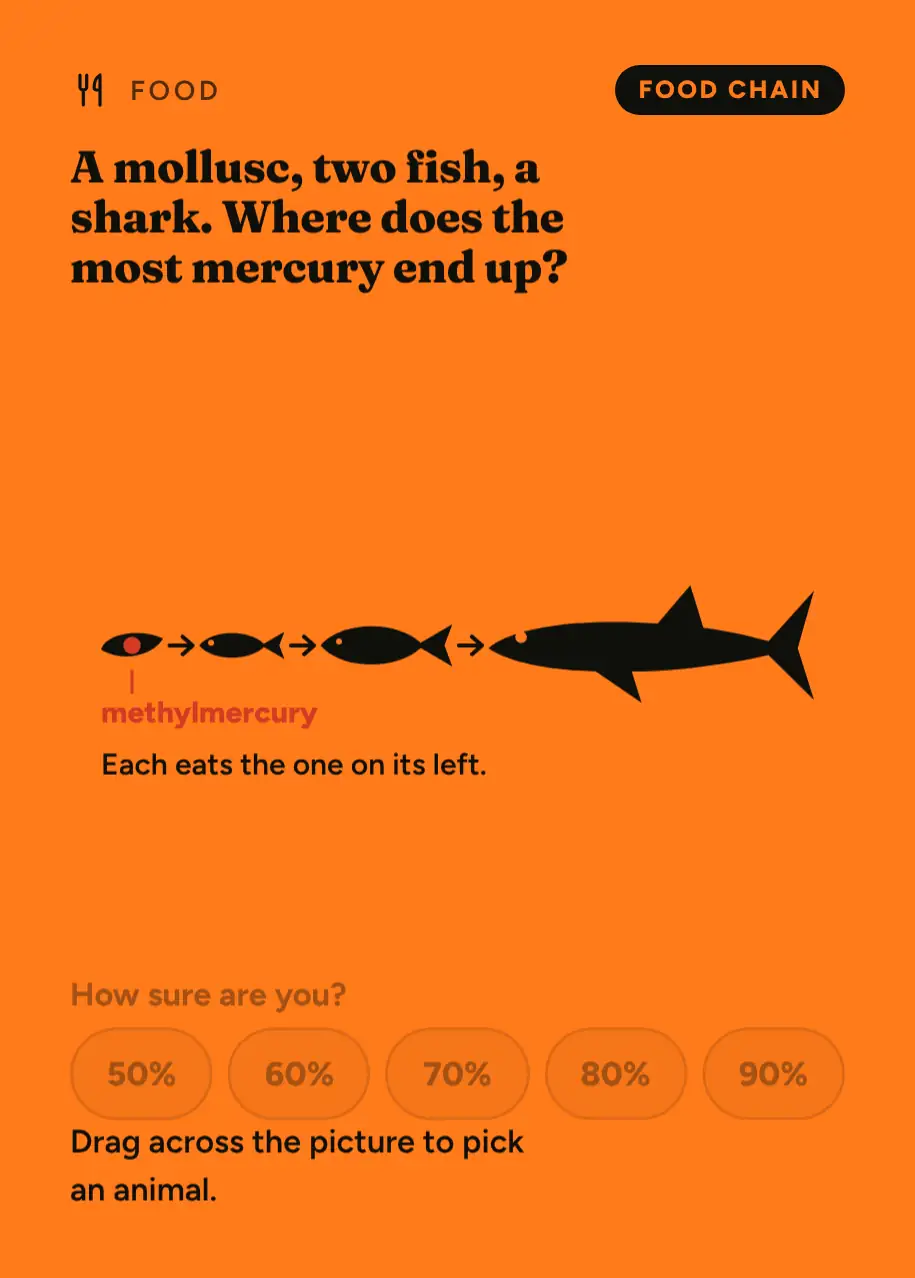 FOOD
FOOD CHAIN
A mollusc, two fish, a
shark. Where does the
most mercury end up?
methylmercury
Each eats the one on its left.
How sure are you?
50%
60%
70%
80%
90%
Drag across the picture to pick
an animal.